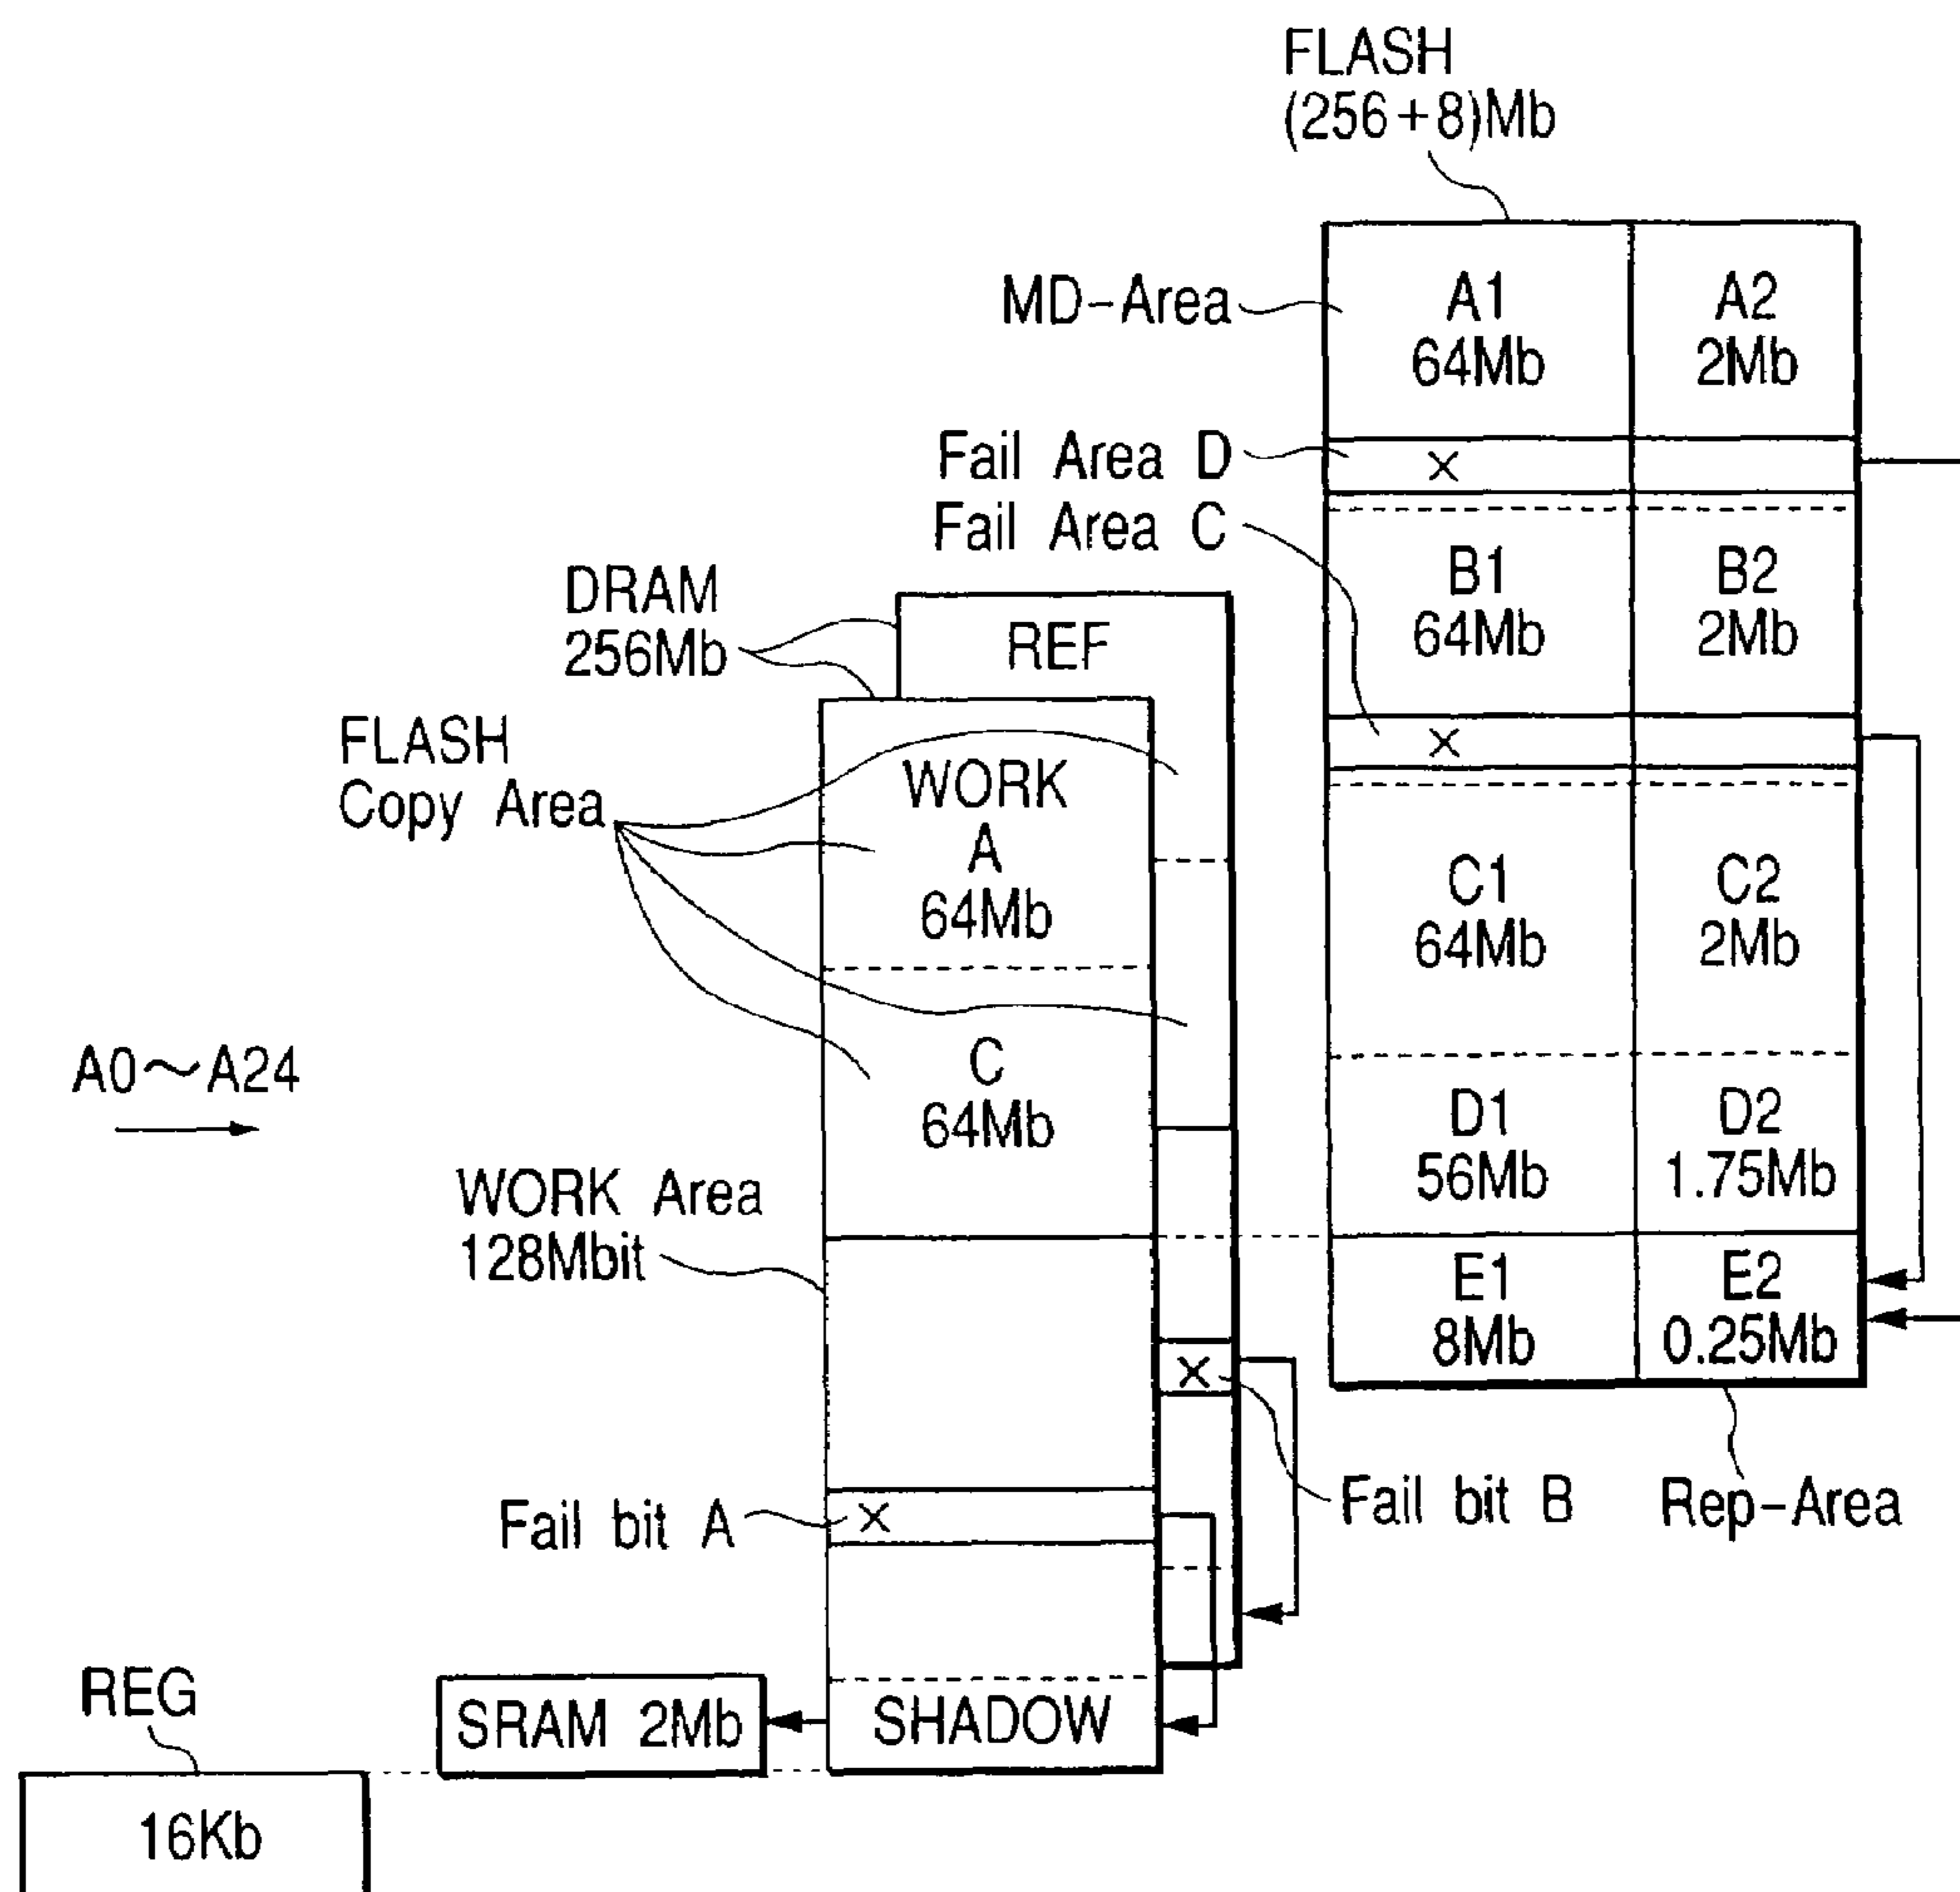 FLASH
(256+8)Mb
MD-Area
A1
64Mb
A2
2Mb
Fail Area D
X
Fail Area C
B1
64Mb
B2
2Mb
X
DRAM
256Mb
REF
FLASH
Copy Area
WORK
A
64Mb
C1
64Mb
C2
2Mb
A0~A24
C
64Mb
D1
56Mb
D2
1.75Mb
WORK Area
128Mbit
E1
8Mb
E2
0.25Mb
X
Fail bit A
X
Fail bit B
Rep-Area
REG
SRAM 2Mb
SHADOW
16Kb